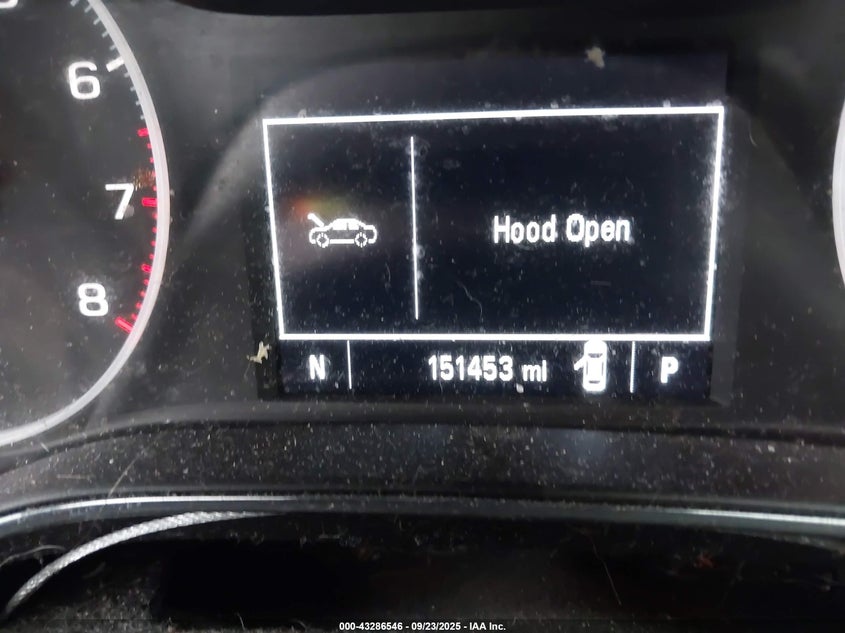 6
7
8
Hood Open
N 151453 mi P
000-43286546 - 09/23/2025 - IAA Inc.